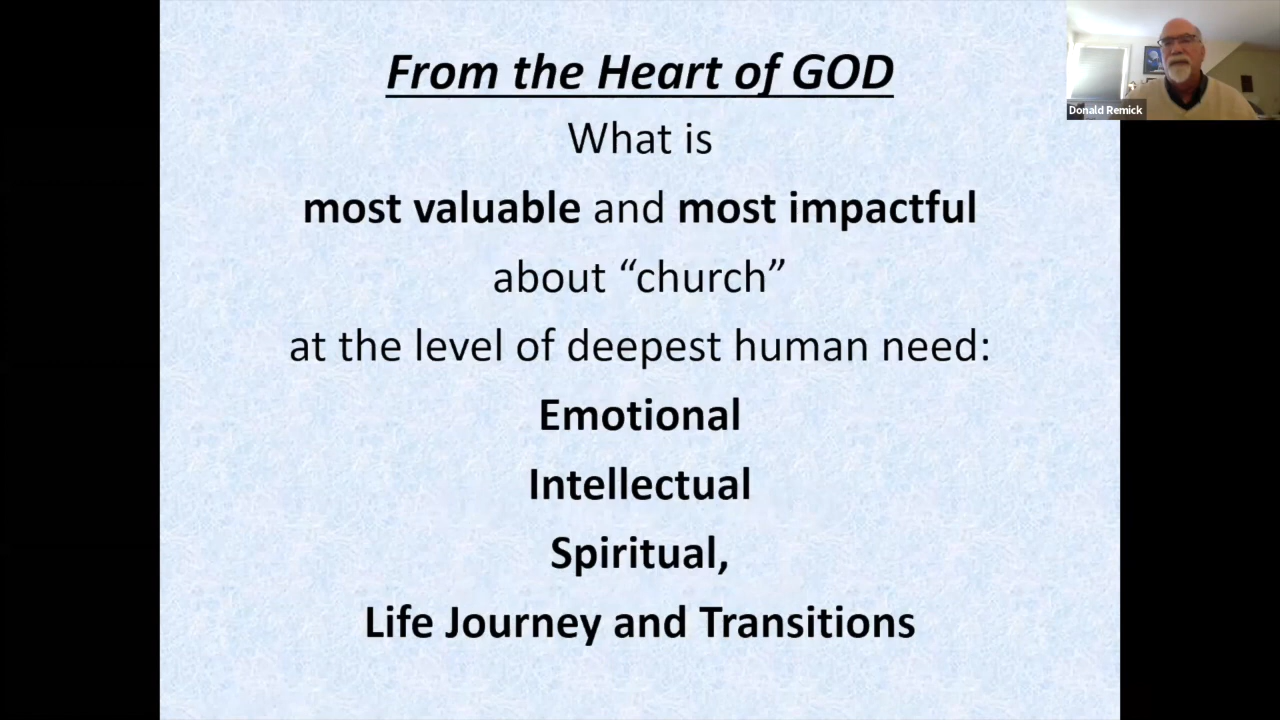 From the Heart of GOD
What is
most valuable and most impactful
about “church”
at the level of deepest human need:
Emotional
Intellectual
Spiritual,
Life Journey and Transitions
Donald Remick